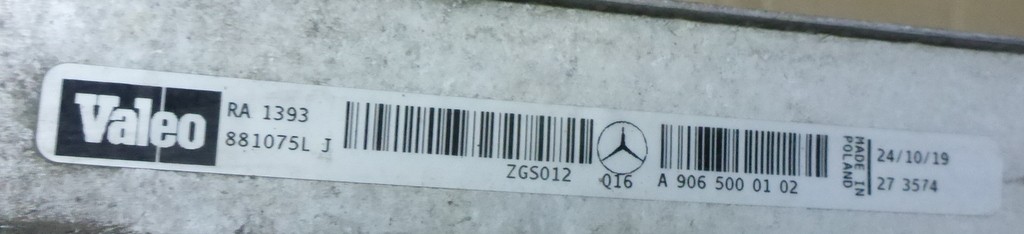 Valeo
RA 1393
881075L J
ZGS012
Q16
A 906 500 01 02
MADE IN
POLAND
24/10/19
27 3574